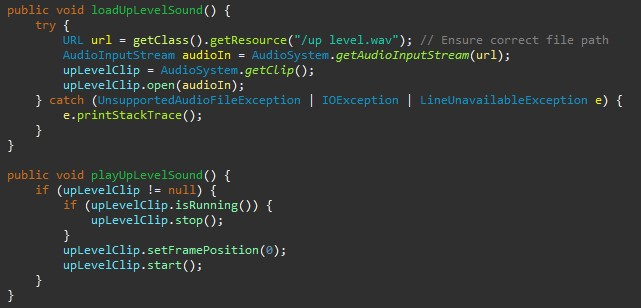 public void loadUpLevelSound() {
    try {
        URL url = getClass().getResource("/up level.wav"); // Ensure correct file path
        AudioInputStream audioIn = AudioSystem.getAudioInputStream(url);
        upLevelClip = AudioSystem.getClip();
        upLevelClip.open(audioIn);
    } catch (UnsupportedAudioFileException | IOException | LineUnavailableException e) {
        e.printStackTrace();
    }
}

public void playUpLevelSound() {
    if (upLevelClip != null) {
        if (upLevelClip.isRunning()) {
            upLevelClip.stop();
        }
        upLevelClip.setFramePosition(0);
        upLevelClip.start();
    }
}